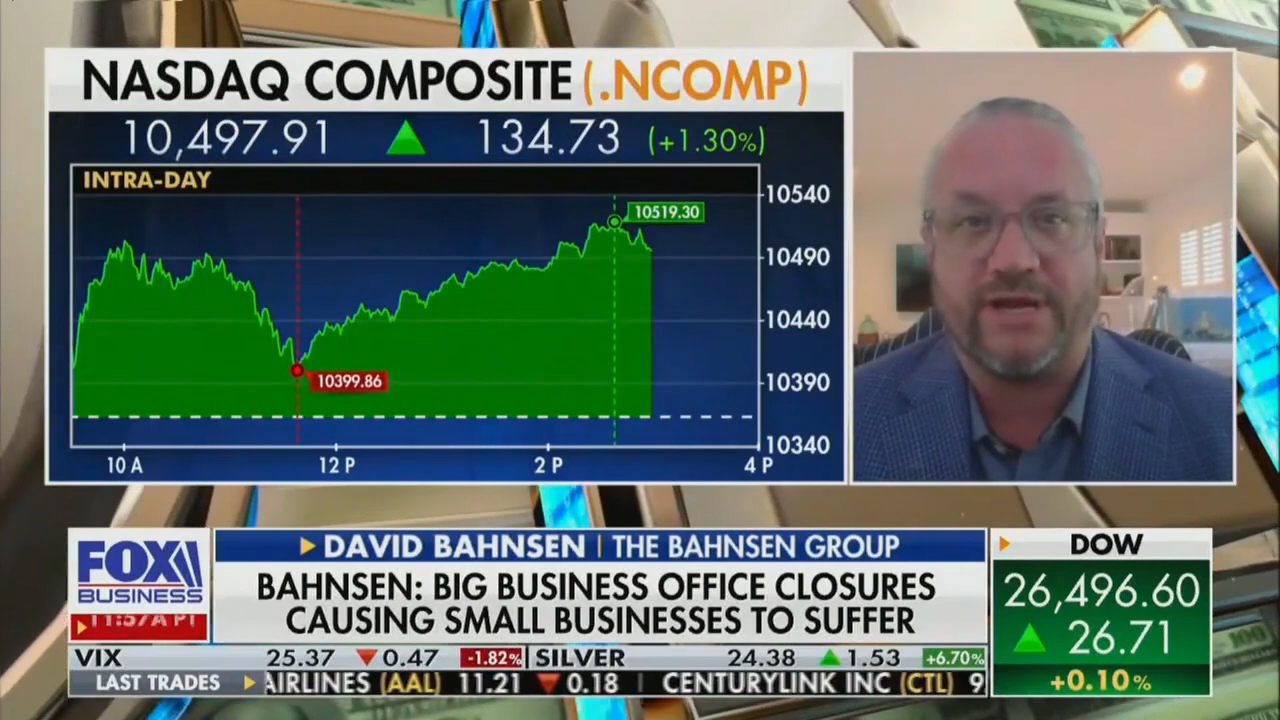 NASDAQ COMPOSITE (.NCOMP)
10,497.91 ▲ 134.73 (+1.30%)
INTRA-DAY
10540
10519.30
10490
10440
10399.86
10390
10340
10 A 12 P 2 P 4 P
FOX
BUSINESS
DAVID BAHNSEN | THE BAHNSEN GROUP
BAHNSEN: BIG BUSINESS OFFICE CLOSURES
CAUSING SMALL BUSINESSES TO SUFFER
DOW
26,496.60
▲ 26.71
+0.10%
VIX 25.37 ▼ 0.47 -1.82% SILVER 24.38 ▲ 1.53 +6.70%
LAST TRADES AIRLINES (AAL) 11.21 ▼ 0.18 CENTURYLINK INC (CTL) 9
100